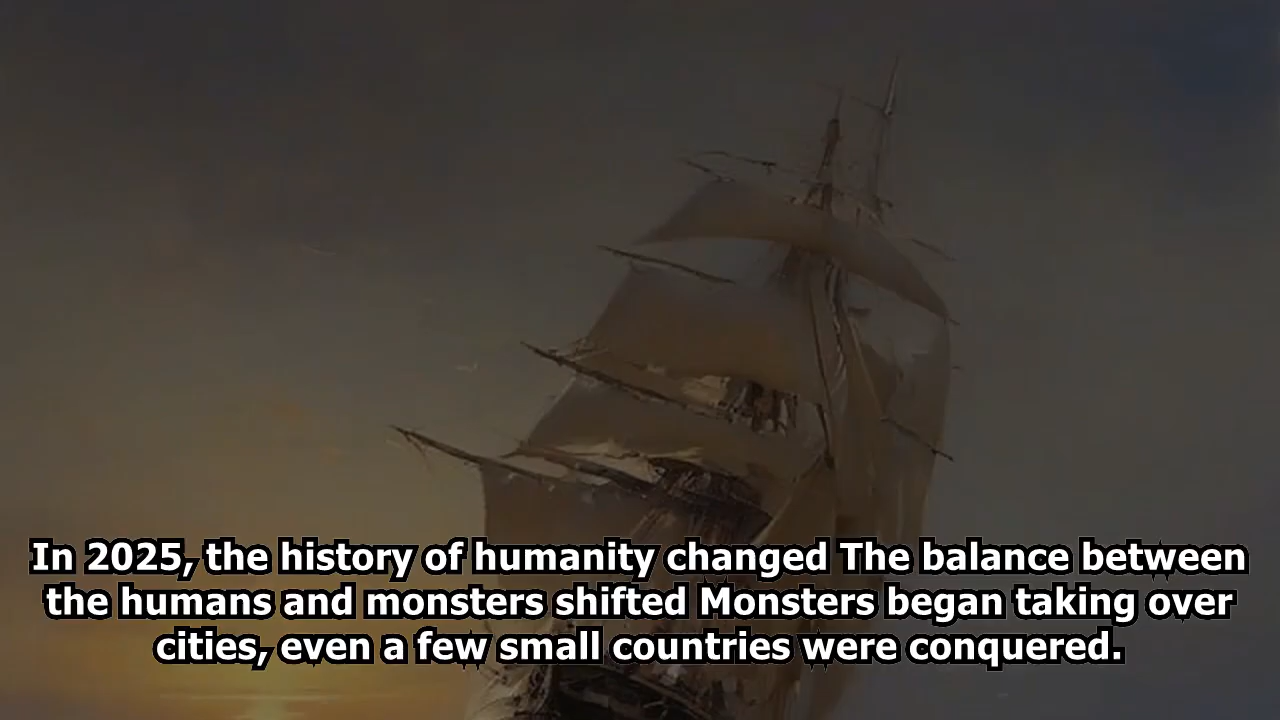 In 2025, the history of humanity changed The balance between
the humans and monsters shifted Monsters began taking over
cities, even a few small countries were conquered.